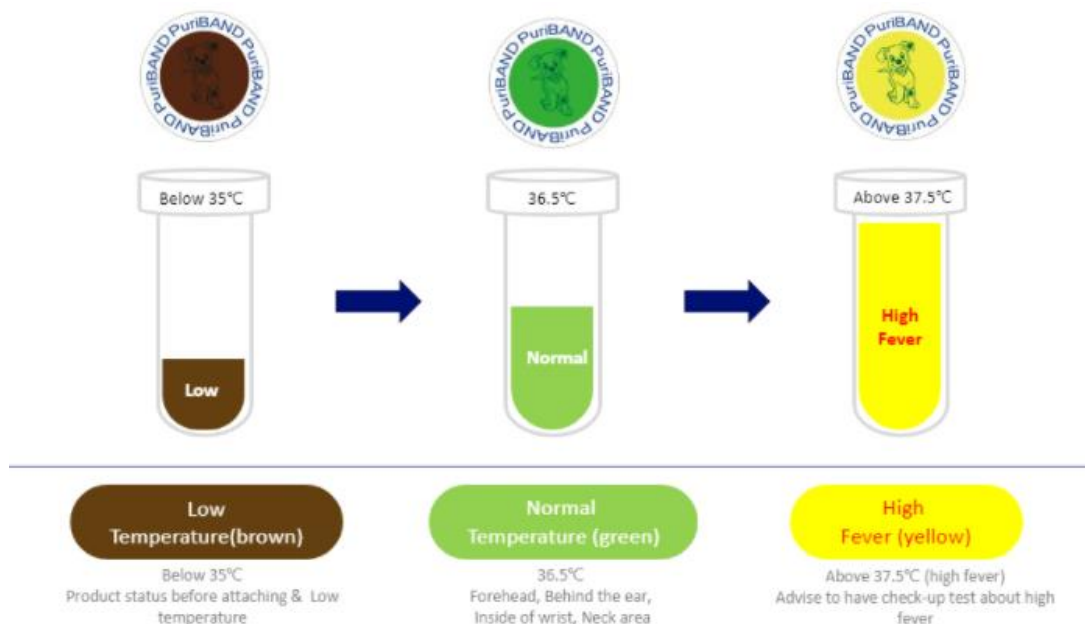 PuriBAND PuriBAND PuriBAND PuriBAND
PuriBAND PuriBAND PuriBAND PuriBAND
PuriBAND PuriBAND PuriBAND PuriBAND
Below 35℃
36.5℃
Above 37.5℃
Low
Normal
High
Fever
Low
Temperature(brown)
Normal
Temperature (green)
High
Fever (yellow)
Below 35℃
Product status before attaching & Low
temperature
36.5℃
Forehead, Behind the ear,
Inside of wrist, Neck area
Above 37.5℃ (high fever)
Advise to have check-up test about high
fever